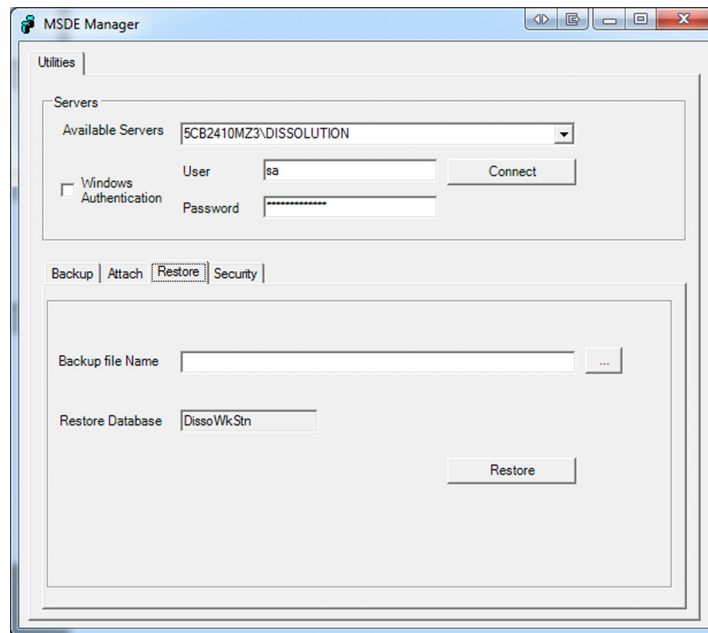 MSDE Manager
Utilities
Servers
Available Servers 5CB2410MZ3\DISSOLUTION
User sa Connect
Windows Authentication
Password *************
Backup Attach Restore Security
Backup file Name ...
Restore Database DissoWkStn
Restore